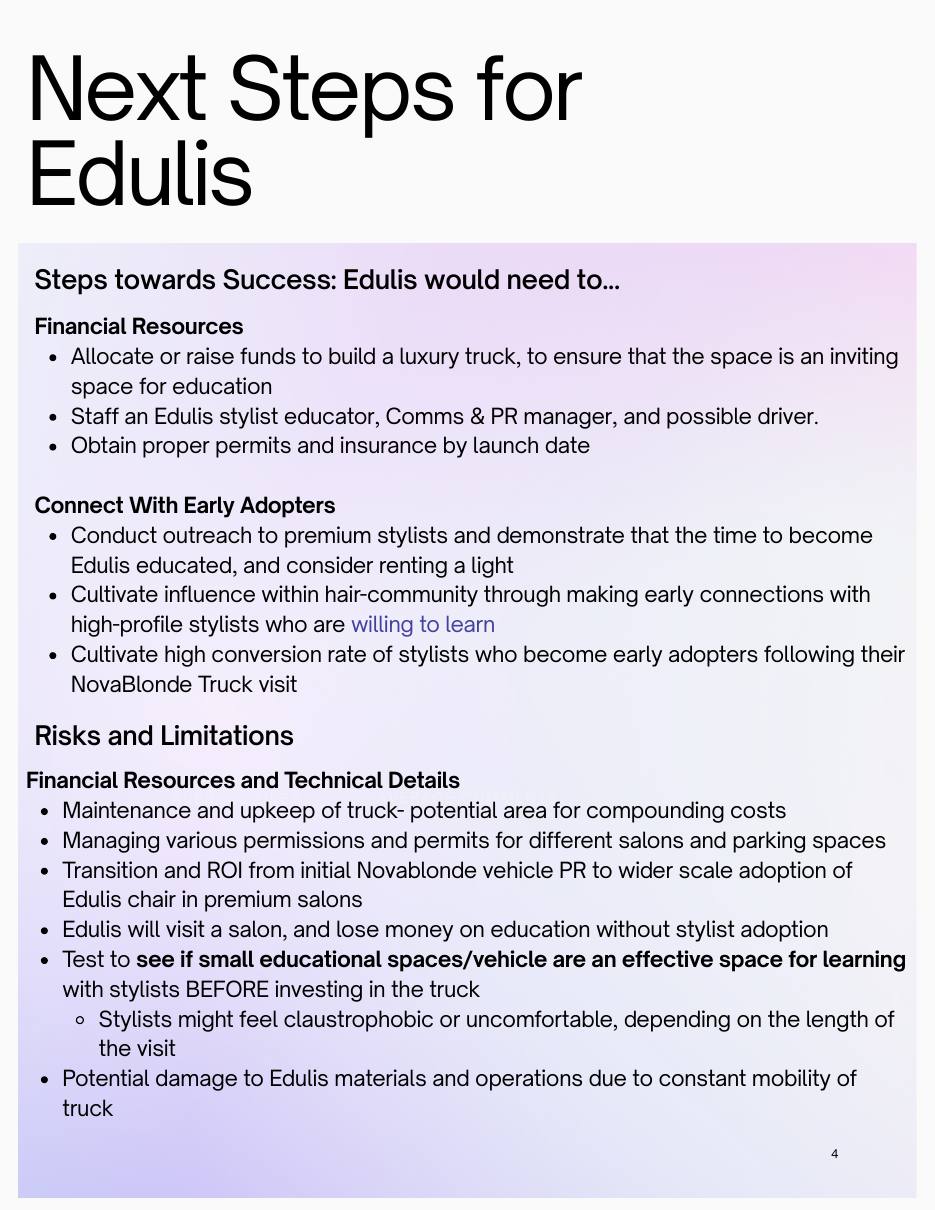 Next Steps for
Edulis
Steps towards Success: Edulis would need to...
Financial Resources
• Allocate or raise funds to build a luxury truck, to ensure that the space is an inviting
space for education
• Staff an Edulis stylist educator, Comms & PR manager, and possible driver.
• Obtain proper permits and insurance by launch date
Connect With Early Adopters
• Conduct outreach to premium stylists and demonstrate that the time to become
Edulis educated, and consider renting a light
• Cultivate influence within hair-community through making early connections with
high-profile stylists who are willing to learn
• Cultivate high conversion rate of stylists who become early adopters following their
NovaBlonde Truck visit
Risks and Limitations
Financial Resources and Technical Details
• Maintenance and upkeep of truck- potential area for compounding costs
• Managing various permissions and permits for different salons and parking spaces
• Transition and ROI from initial Novablonde vehicle PR to wider scale adoption of
Edulis chair in premium salons
• Edulis will visit a salon, and lose money on education without stylist adoption
• Test to see if small educational spaces/vehicle are an effective space for learning
with stylists BEFORE investing in the truck
◦ Stylists might feel claustrophobic or uncomfortable, depending on the length of
the visit
• Potential damage to Edulis materials and operations due to constant mobility of
truck
4